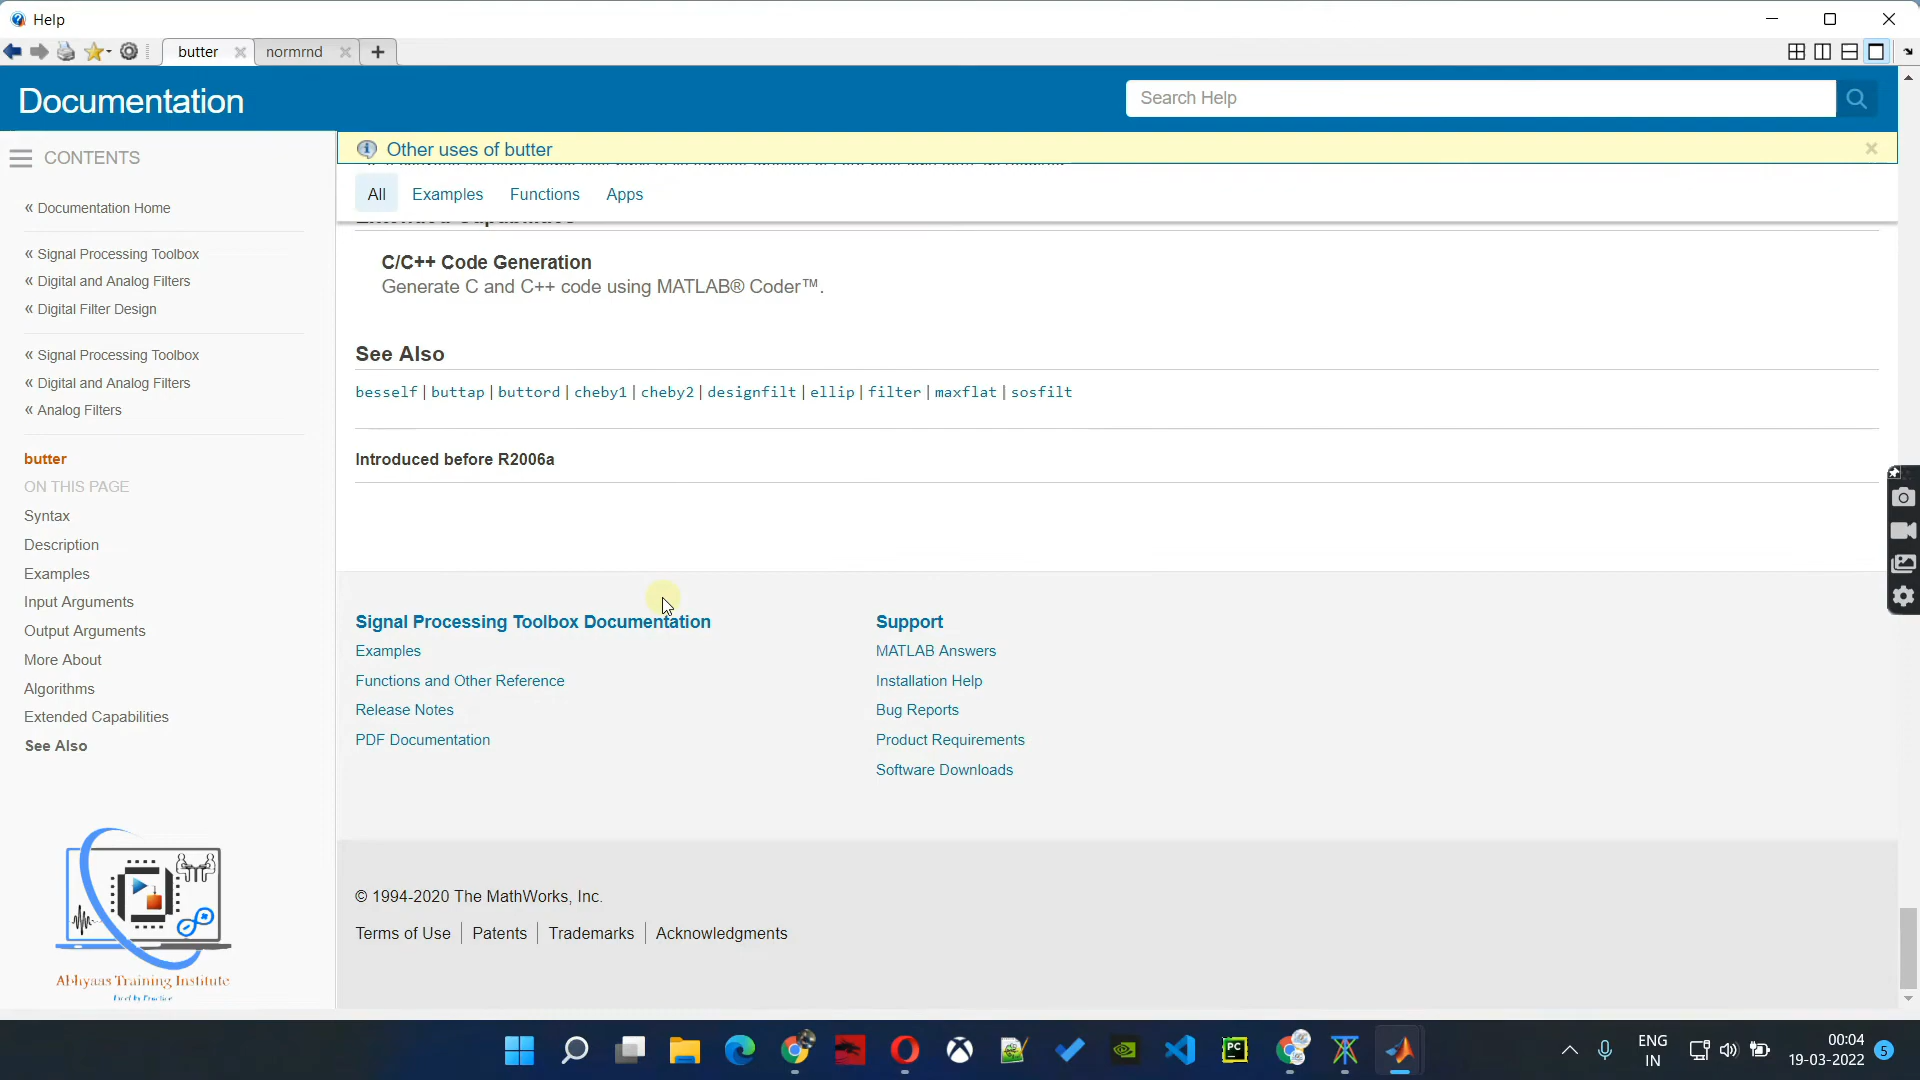 Help
butter
normrnd
Documentation
Search Help
CONTENTS
Other uses of butter
All
Examples
Functions
Apps
« Documentation Home
« Signal Processing Toolbox
« Digital and Analog Filters
« Digital Filter Design
« Signal Processing Toolbox
« Digital and Analog Filters
« Analog Filters
butter
ON THIS PAGE
Syntax
Description
Examples
Input Arguments
Output Arguments
More About
Algorithms
Extended Capabilities
See Also
Abhyaas Training Institute
C/C++ Code Generation
Generate C and C++ code using MATLAB® Coder™.
See Also
besself | buttap | buttord | cheby1 | cheby2 | designfilt | ellip | filter | maxflat | sosfilt
Introduced before R2006a
Signal Processing Toolbox Documentation
Examples
Functions and Other Reference
Release Notes
PDF Documentation
Support
MATLAB Answers
Installation Help
Bug Reports
Product Requirements
Software Downloads
© 1994-2020 The MathWorks, Inc.
Terms of Use | Patents | Trademarks | Acknowledgments
PC
ENG
IN
00:04
19-03-2022
5